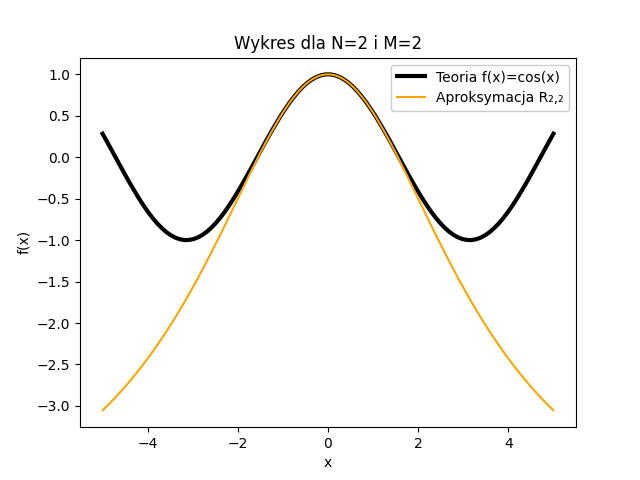 Wykres dla N=2 i M=2
Teoria f(x)=cos(x)
Aproksymacja R₂,₂
1.0
0.5
0.0
−0.5
−1.0
−1.5
−2.0
−2.5
−3.0
f(x)
−4
−2
0
2
4
x